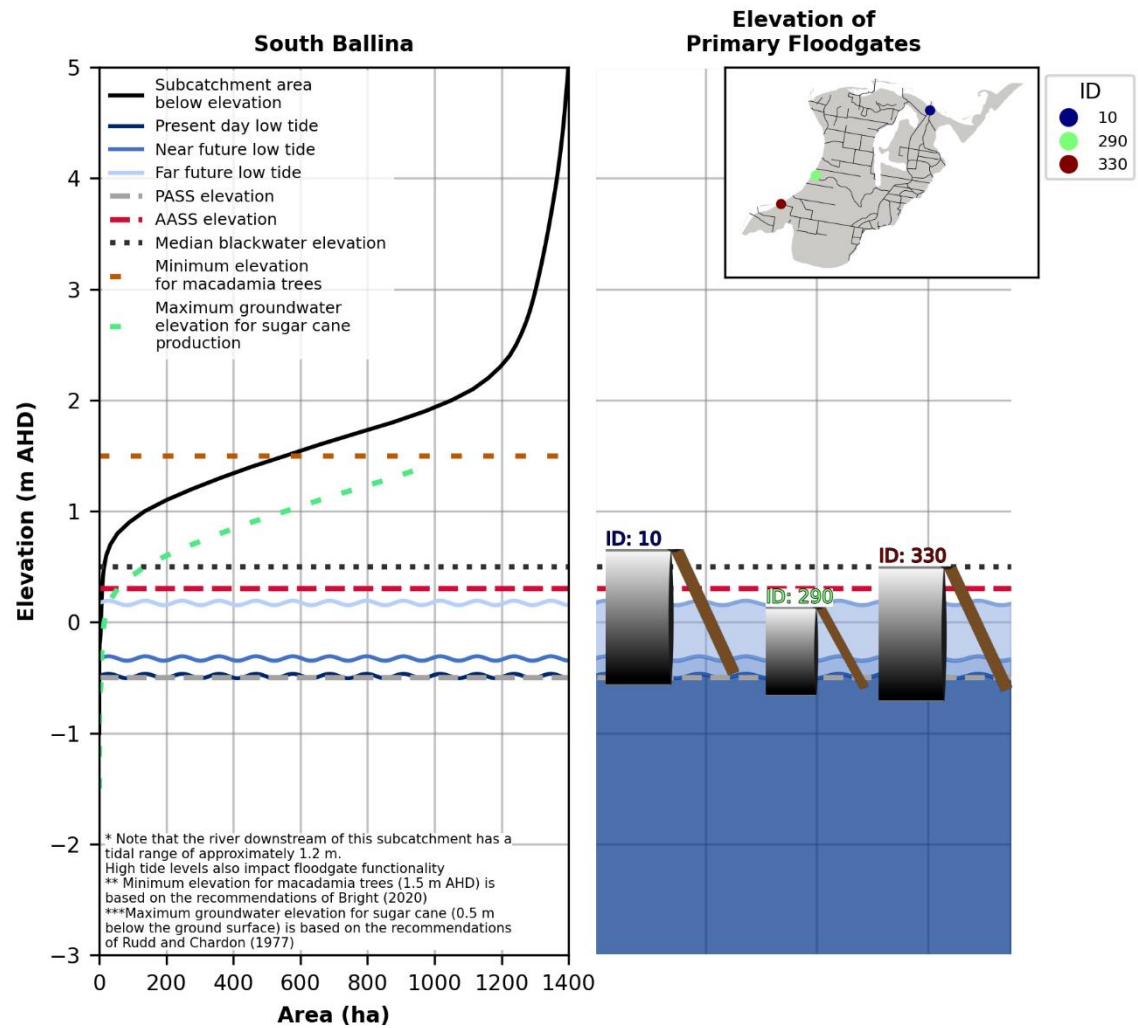 South Ballina
Elevation of
Primary Floodgates
Subcatchment area
below elevation
Present day low tide
Near future low tide
Far future low tide
PASS elevation
AASS elevation
Median blackwater elevation
Minimum elevation
for macadamia trees
Maximum groundwater
elevation for sugar cane
production
ID
10
290
330
5
4
3
2
1
0
−1
−2
−3
Elevation (m AHD)
ID: 10
ID: 290
ID: 330
* Note that the river downstream of this subcatchment has a
tidal range of approximately 1.2 m.
High tide levels also impact floodgate functionality
** Minimum elevation for macadamia trees (1.5 m AHD) is
based on the recommendations of Bright (2020)
***Maximum groundwater elevation for sugar cane (0.5 m
below the ground surface) is based on the recommendations
of Rudd and Chardon (1977)
0 200 400 600 800 1000 1200 1400
Area (ha)